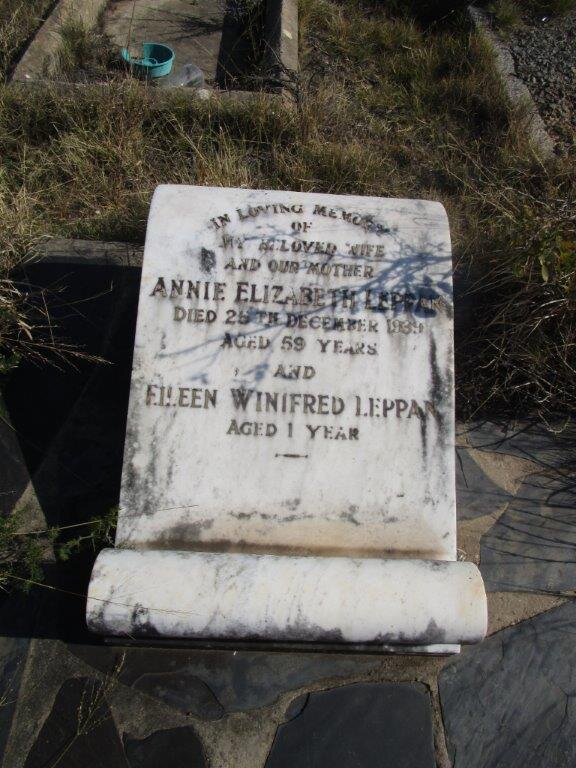 IN LOVING MEMORY
OF
MY BELOVED WIFE
AND OUR MOTHER
ANNIE ELIZABETH LEPPAN
DIED 25TH DECEMBER 1939
AGED 59 YEARS
AND
EILEEN WINIFRED LEPPAN
AGED 1 YEAR